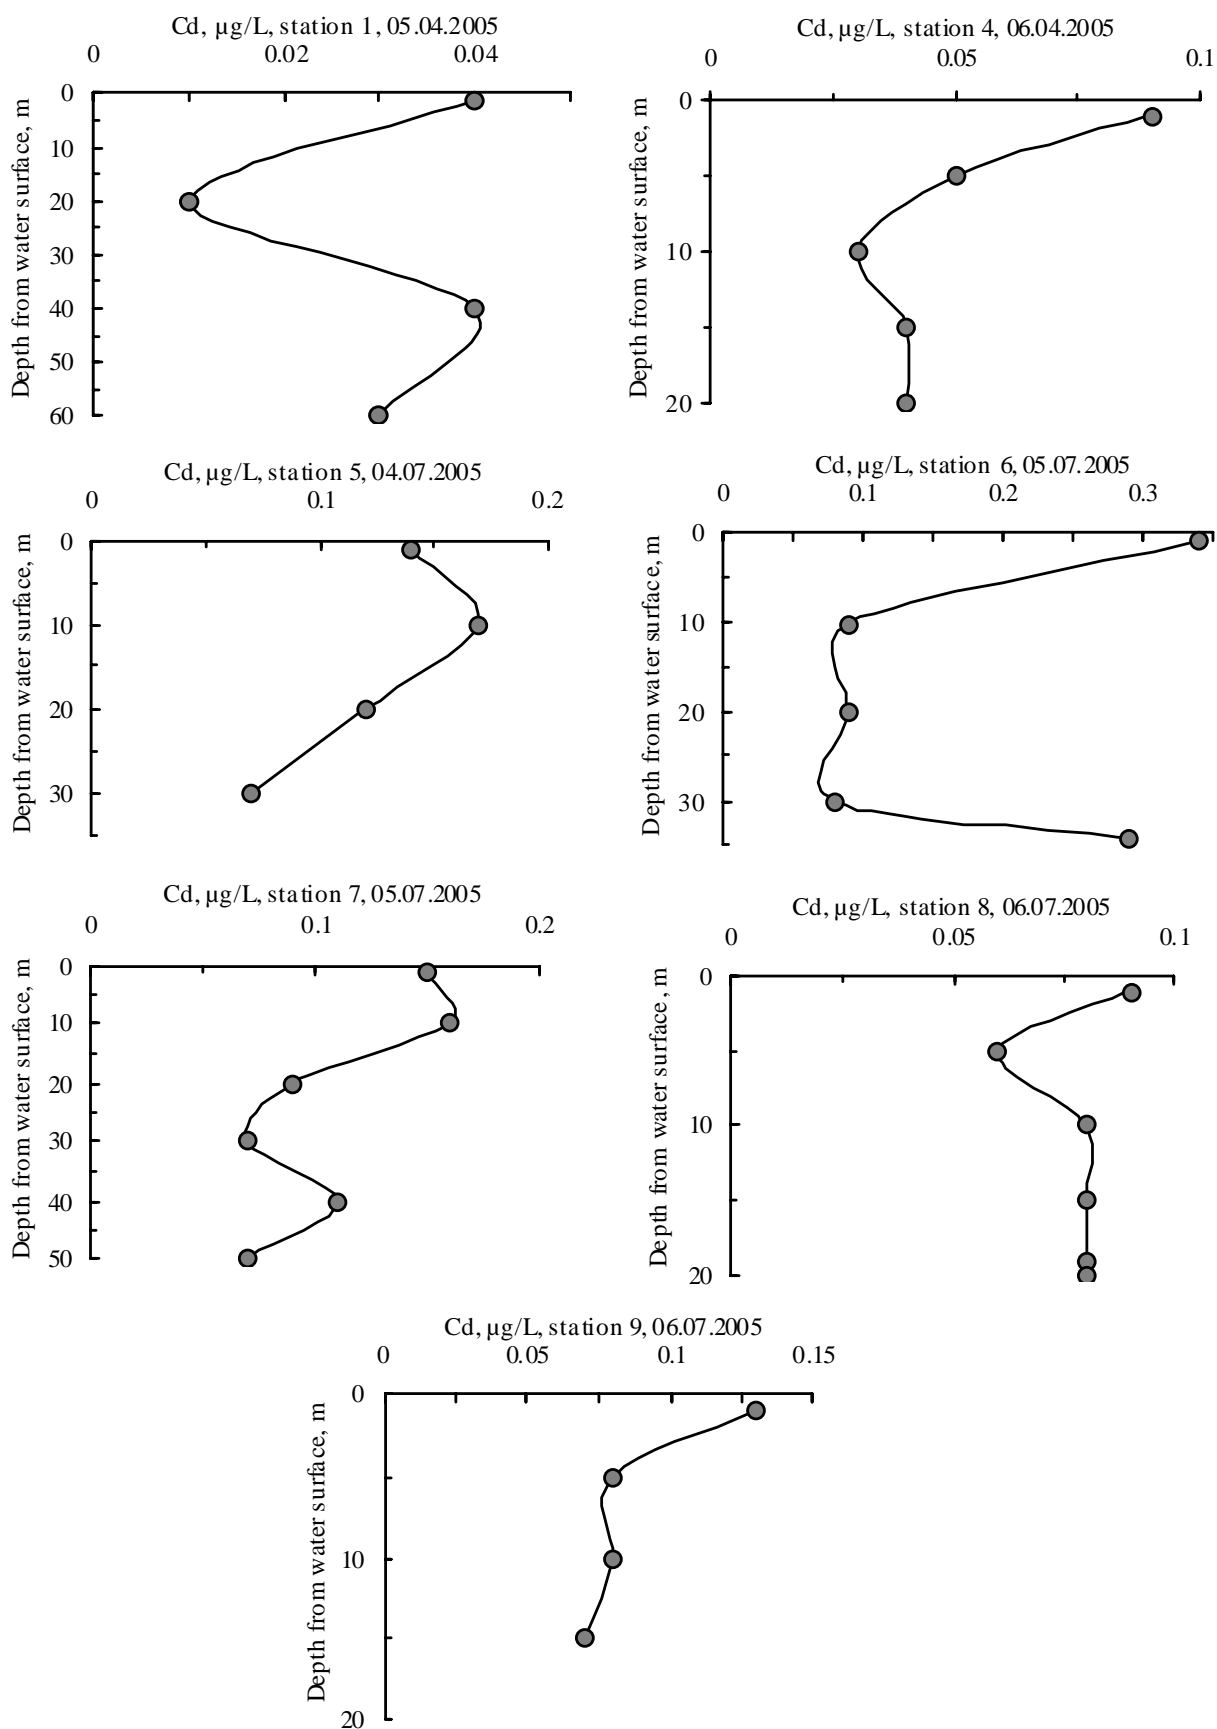 Cd, µg/L, station 1, 05.04.2005
0 0.02 0.04
0
10
20
30
40
50
60
Depth from water surface, m
Cd, µg/L, station 4, 06.04.2005
0 0.05 0.1
0
10
20
Depth from water surface, m
Cd, µg/L, station 5, 04.07.2005
0 0.1 0.2
0
10
20
30
Depth from water surface, m
Cd, µg/L, station 6, 05.07.2005
0 0.1 0.2 0.3
0
10
20
30
Depth from water surface, m
Cd, µg/L, station 7, 05.07.2005
0 0.1 0.2
0
10
20
30
40
50
Depth from water surface, m
Cd, µg/L, station 8, 06.07.2005
0 0.05 0.1
0
10
20
Depth from water surface, m
Cd, µg/L, station 9, 06.07.2005
0 0.05 0.1 0.15
0
10
20
Depth from water surface, m